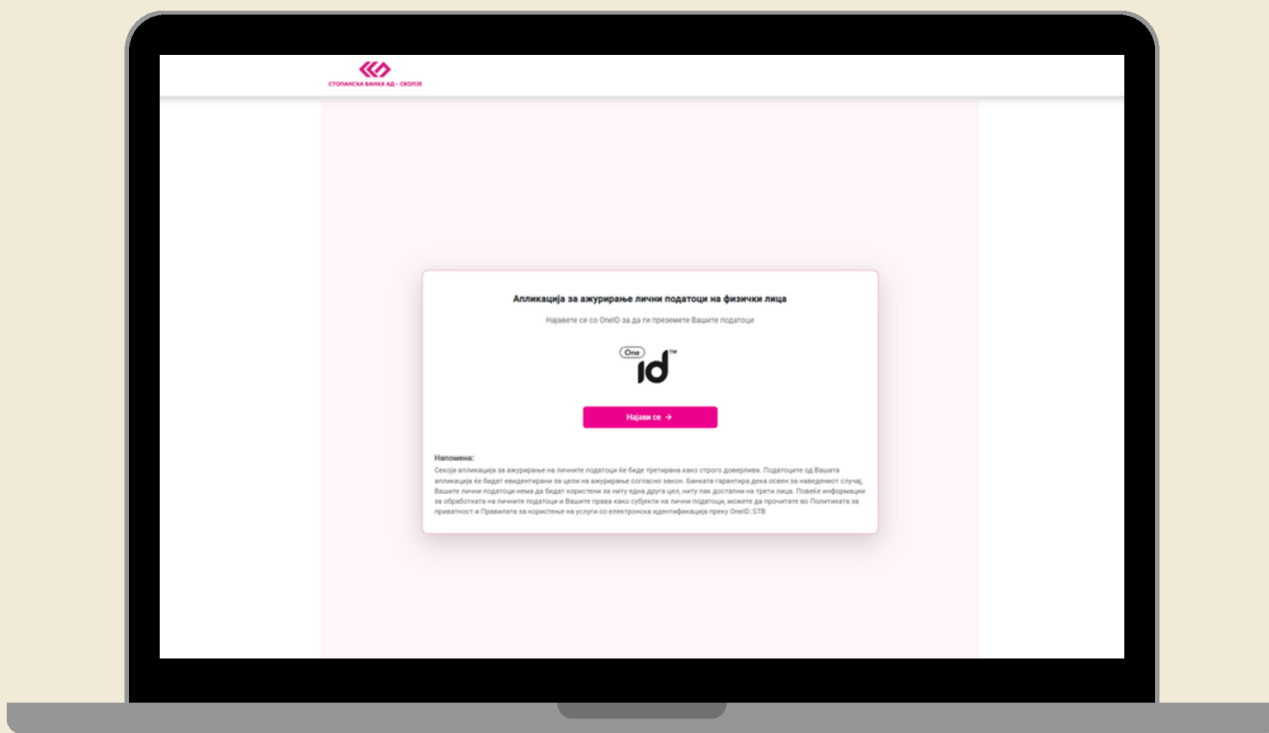 СТОПАНСКА БАНКА АД - СКОПЈЕ
Апликација за ажурирање лични податоци на физички лица
Најавете се со OneID за да ги преземете Вашите податоци
One id™
Најави се →
Напомена:
Секоја апликација за ажурирање на личните податоци ќе биде третирана како строго доверлива. Податоците од Вашата
апликација ќе бидат евидентирани за цели на ажурирање согласно закон. Банката гарантира дека освен за наведениот случај,
Вашите лични податоци нема да бидат користени за ниту една друга цел, ниту пак достапни на трети лица. Повеќе информации
за обработката на личните податоци и Вашите права како субјекти на лични податоци, можете да прочитате во Политиката за
приватност и Правилата за користење на услуги со електронска идентификација преку OneID.:STB